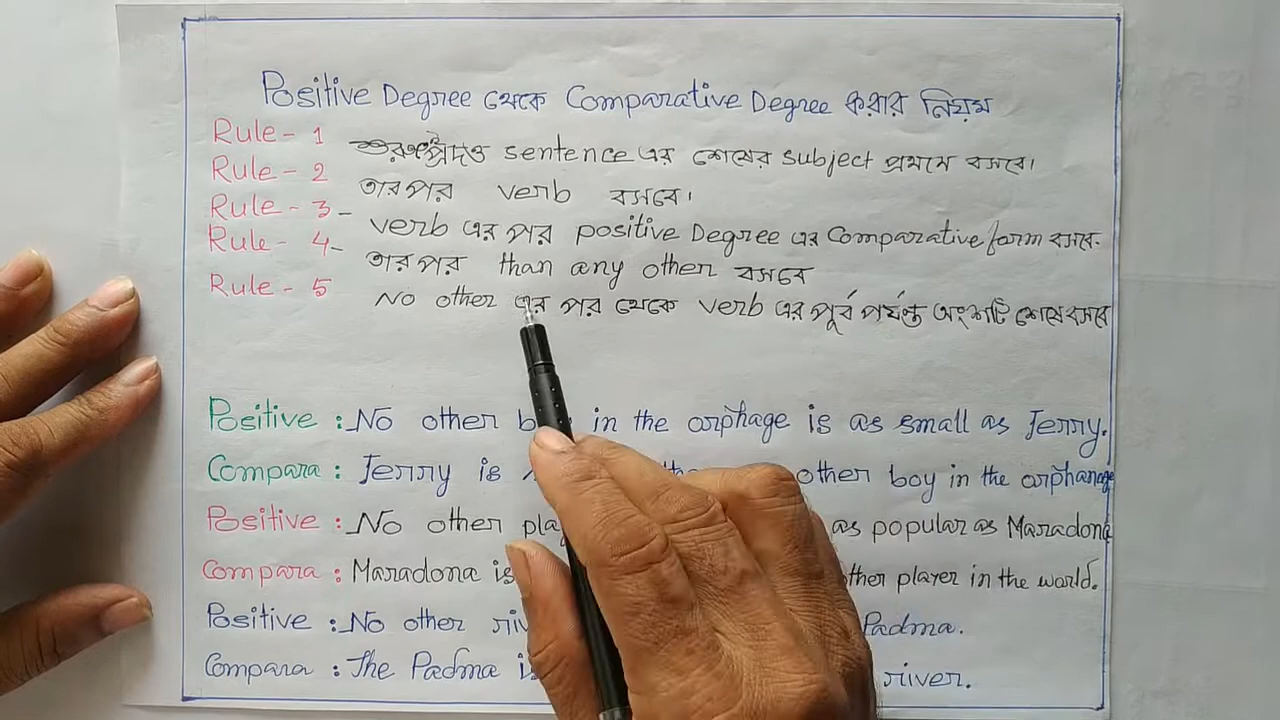 Positive Degree থেকে Comparative Degree করার নিয়ম
Rule - 1 প্রদত্ত sentence এর শেষের subject প্রথমে বসবে।
Rule - 2 তারপর verb বসবে।
Rule - 3 - verb এর পর positive Degree এর Comparative form বসবে.
Rule - 4 - তারপর than any other বসবে
Rule - 5 No other এর পর থেকে verb এর পূর্ব পর্যন্ত অংশটি শেষে বসবে
Positive : No other in the orphage is as small as Jerry.
Compara : Jerry is other boy in the orphanage
Positive : No other as popular as Maradona
Compara : Maradona is player in the world.
Positive : No other Padma.
Compara : The Padma is river.